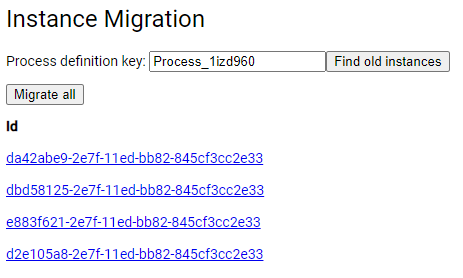 Instance Migration
Process definition key: Process_1izd960 Find old instances
Migrate all
Id
da42abe9-2e7f-11ed-bb82-845cf3cc2e33
dbd58125-2e7f-11ed-bb82-845cf3cc2e33
e883f621-2e7f-11ed-bb82-845cf3cc2e33
d2e105a8-2e7f-11ed-bb82-845cf3cc2e33